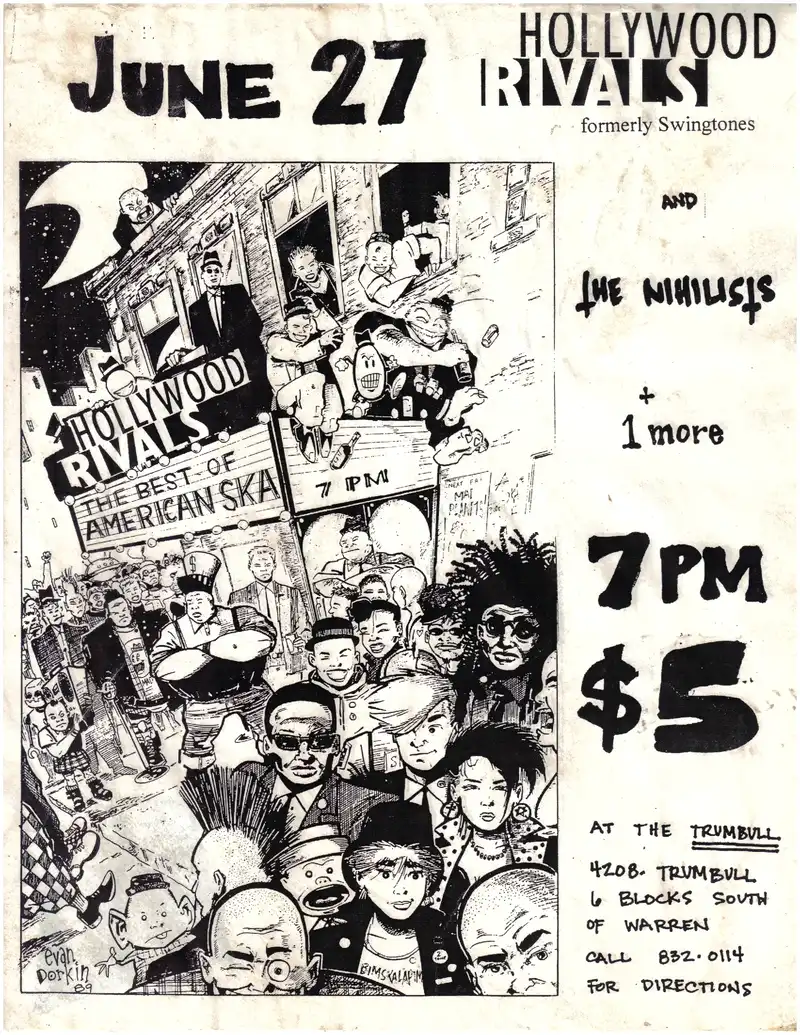 JUNE 27
HOLLYWOOD
RIVALS
formerly Swingtones
AND
THE NIHILISTS
+
1 more
7 PM
$5
AT THE TRUMBULL
4208. TRUMBULL
6 BLOCKS SOUTH
OF WARREN
CALL 832.0114
FOR DIRECTIONS
HOLLYWOOD
RIVALS
THE BEST OF
AMERICAN SKA
7 PM
evan
Dorkin
89